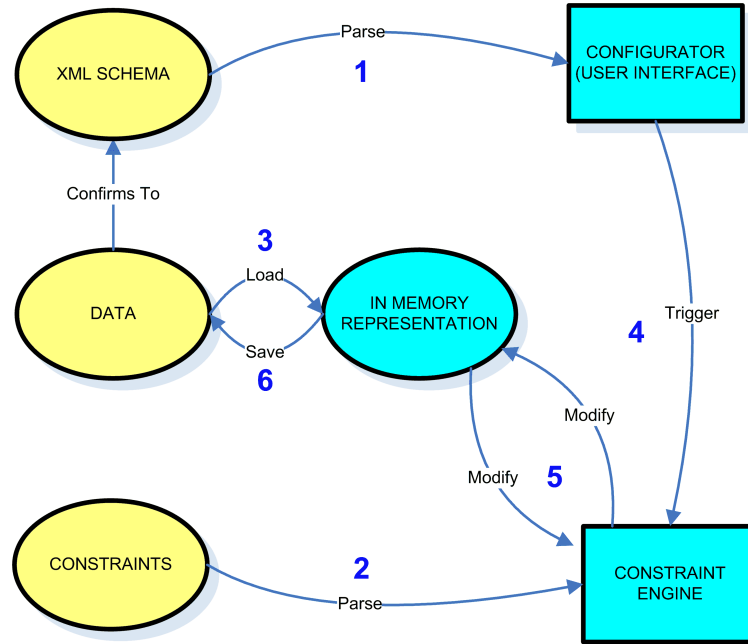 Parse
XML SCHEMA
1
CONFIGURATOR
(USER INTERFACE)
Confirms To
3
Load
DATA
IN MEMORY
REPRESENTATION
Trigger
4
Save
6
Modify
Modify
5
CONSTRAINTS
2
Parse
CONSTRAINT
ENGINE